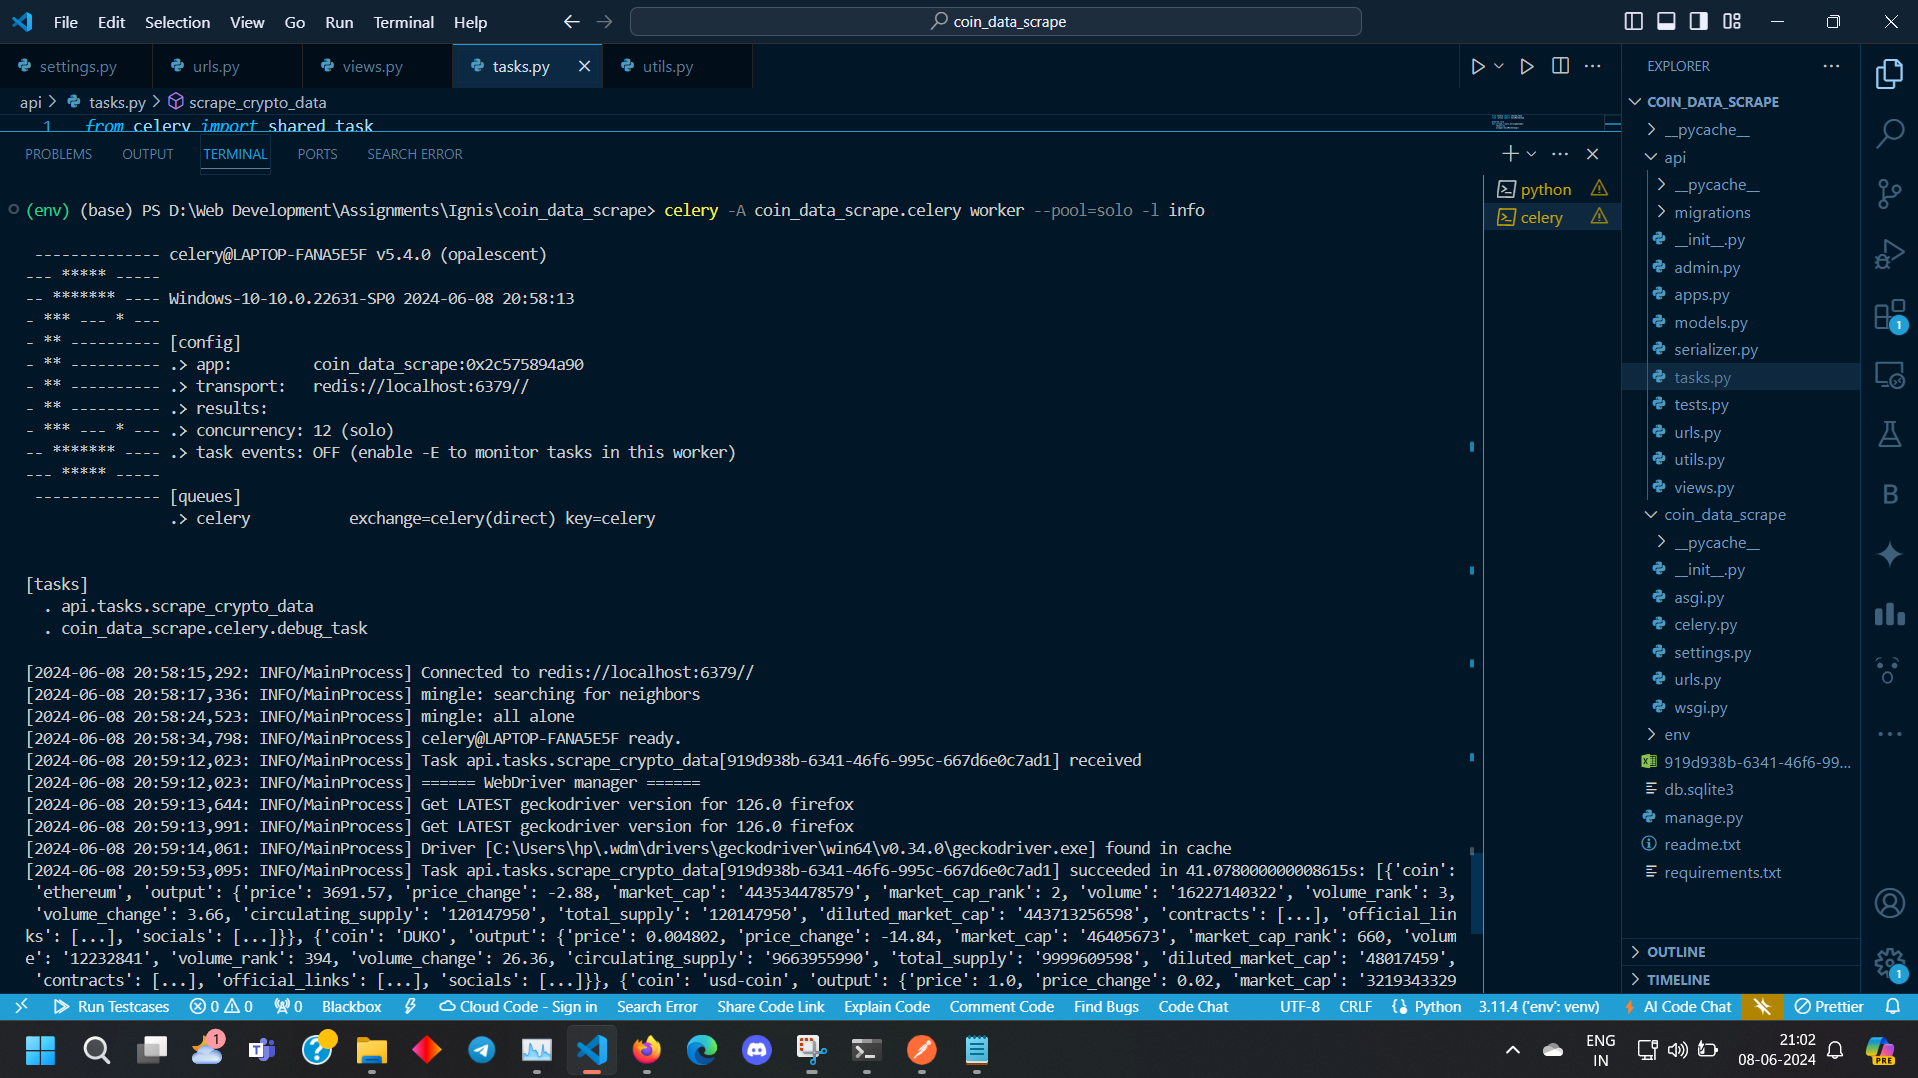 File Edit Selection View Go Run Terminal Help
coin_data_scrape
settings.py
urls.py
views.py
tasks.py
utils.py
api > tasks.py > scrape_crypto_data
1 from celery import shared_task
PROBLEMS OUTPUT TERMINAL PORTS SEARCH ERROR
(env) (base) PS D:\Web Development\Assignments\Ignis\coin_data_scrape> celery -A coin_data_scrape.celery worker --pool=solo -l info
-------------- celery@LAPTOP-FANA5E5F v5.4.0 (opalescent)
--- ***** -----
-- ******* ---- Windows-10-10.0.22631-SP0 2024-06-08 20:58:13
- *** --- * ---
- ** ---------- [config]
- ** ---------- .> app:         coin_data_scrape:0x2c575894a90
- ** ---------- .> transport:   redis://localhost:6379//
- ** ---------- .> results:
- *** --- * --- .> concurrency: 12 (solo)
-- ******* ---- .> task events: OFF (enable -E to monitor tasks in this worker)
--- ***** -----
-------------- [queues]
.> celery           exchange=celery(direct) key=celery
[tasks]
. api.tasks.scrape_crypto_data
. coin_data_scrape.celery.debug_task
[2024-06-08 20:58:15,292: INFO/MainProcess] Connected to redis://localhost:6379//
[2024-06-08 20:58:17,336: INFO/MainProcess] mingle: searching for neighbors
[2024-06-08 20:58:24,523: INFO/MainProcess] mingle: all alone
[2024-06-08 20:58:34,798: INFO/MainProcess] celery@LAPTOP-FANA5E5F ready.
[2024-06-08 20:59:12,023: INFO/MainProcess] Task api.tasks.scrape_crypto_data[919d938b-6341-46f6-995c-667d6e0c7ad1] received
[2024-06-08 20:59:12,023: INFO/MainProcess] ====== WebDriver manager ======
[2024-06-08 20:59:13,644: INFO/MainProcess] Get LATEST geckodriver version for 126.0 firefox
[2024-06-08 20:59:13,991: INFO/MainProcess] Get LATEST geckodriver version for 126.0 firefox
[2024-06-08 20:59:14,061: INFO/MainProcess] Driver [C:\Users\hp\.wdm\drivers\geckodriver\win64\v0.34.0\geckodriver.exe] found in cache
[2024-06-08 20:59:53,095: INFO/MainProcess] Task api.tasks.scrape_crypto_data[919d938b-6341-46f6-995c-667d6e0c7ad1] succeeded in 41.078000000008615s: [{'coin':
'ethereum', 'output': {'price': 3691.57, 'price_change': -2.88, 'market_cap': '443534478579', 'market_cap_rank': 2, 'volume': '16227140322', 'volume_rank': 3,
'volume_change': 3.66, 'circulating_supply': '120147950', 'total_supply': '120147950', 'diluted_market_cap': '443713256598', 'contracts': [...], 'official_lin
ks': [...], 'socials': [...]}}, {'coin': 'DUKO', 'output': {'price': 0.004802, 'price_change': -14.84, 'market_cap': '46405673', 'market_cap_rank': 660, 'volum
e': '12232841', 'volume_rank': 394, 'volume_change': 26.36, 'circulating_supply': '9663955990', 'total_supply': '9999609598', 'diluted_market_cap': '48017459',
'contracts': [...], 'official_links': [...], 'socials': [...]}}, {'coin': 'usd-coin', 'output': {'price': 1.0, 'price_change': 0.02, 'market_cap': '3219343329
python
celery
EXPLORER
COIN_DATA_SCRAPE
__pycache__
api
__pycache__
migrations
__init__.py
admin.py
apps.py
models.py
serializer.py
tasks.py
tests.py
urls.py
utils.py
views.py
coin_data_scrape
__pycache__
__init__.py
asgi.py
celery.py
settings.py
urls.py
wsgi.py
env
919d938b-6341-46f6-99...
db.sqlite3
manage.py
readme.txt
requirements.txt
OUTLINE
TIMELINE
1
B
1
Run Testcases 0 0 0 Blackbox Cloud Code - Sign in Search Error Share Code Link Explain Code Comment Code Find Bugs Code Chat UTF-8 CRLF Python 3.11.4 ('env': venv) AI Code Chat Prettier
1
ENG
IN
21:02
08-06-2024
PRE